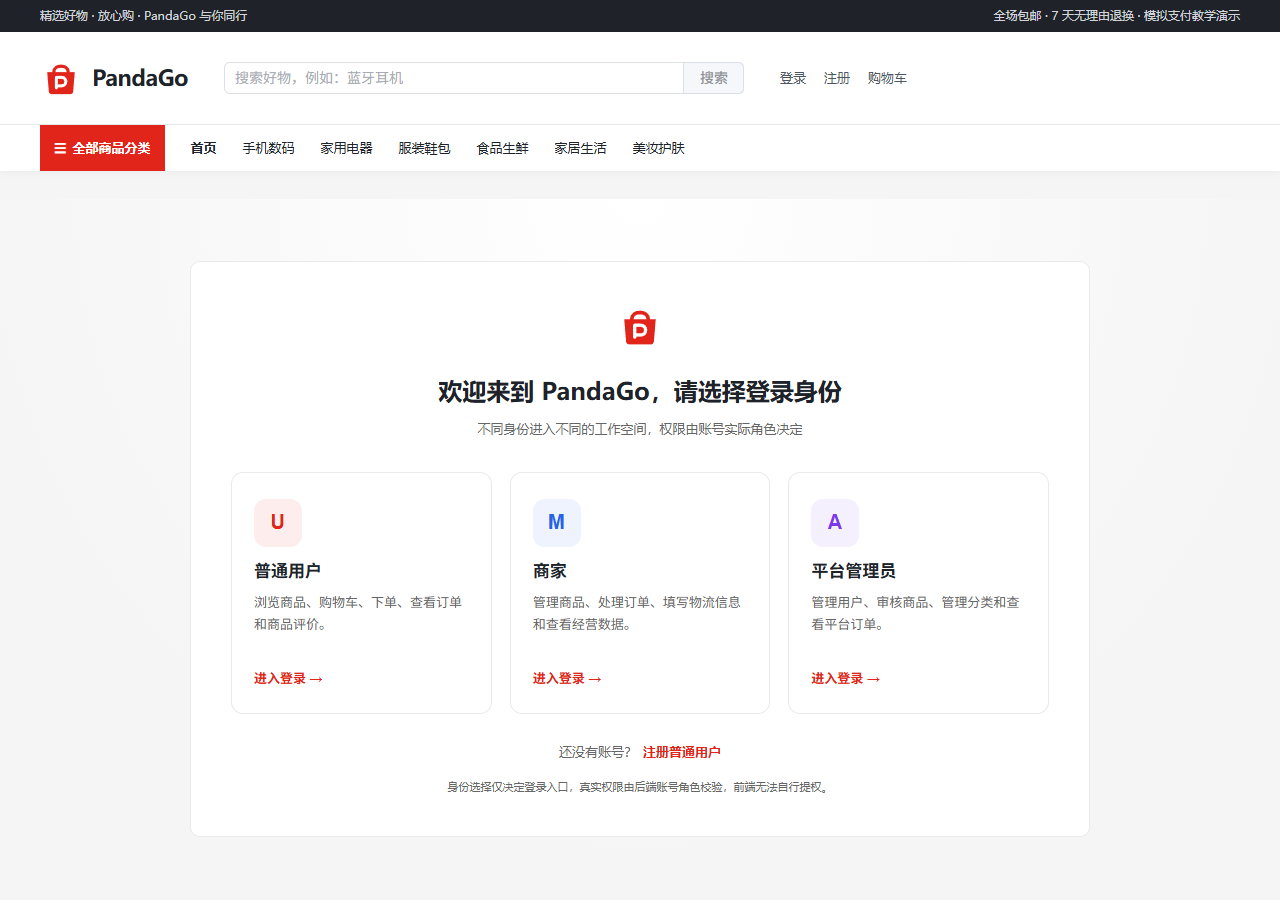 精选好物 · 放心购 · PandaGo 与你同行
全场包邮 · 7 天无理由退换 · 模拟支付教学演示
P PandaGo
搜索好物，例如：蓝牙耳机
搜索
登录 注册 购物车
☰ 全部商品分类
首页 手机数码 家用电器 服装鞋包 食品生鲜 家居生活 美妆护肤
P
欢迎来到 PandaGo，请选择登录身份
不同身份进入不同的工作空间，权限由账号实际角色决定
U
普通用户
浏览商品、购物车、下单、查看订单
和商品评价。
进入登录 →
M
商家
管理商品、处理订单、填写物流信息
和查看经营数据。
进入登录 →
A
平台管理员
管理用户、审核商品、管理分类和查
看平台订单。
进入登录 →
还没有账号？ 注册普通用户
身份选择仅决定登录入口，真实权限由后端账号角色校验，前端无法自行提权。